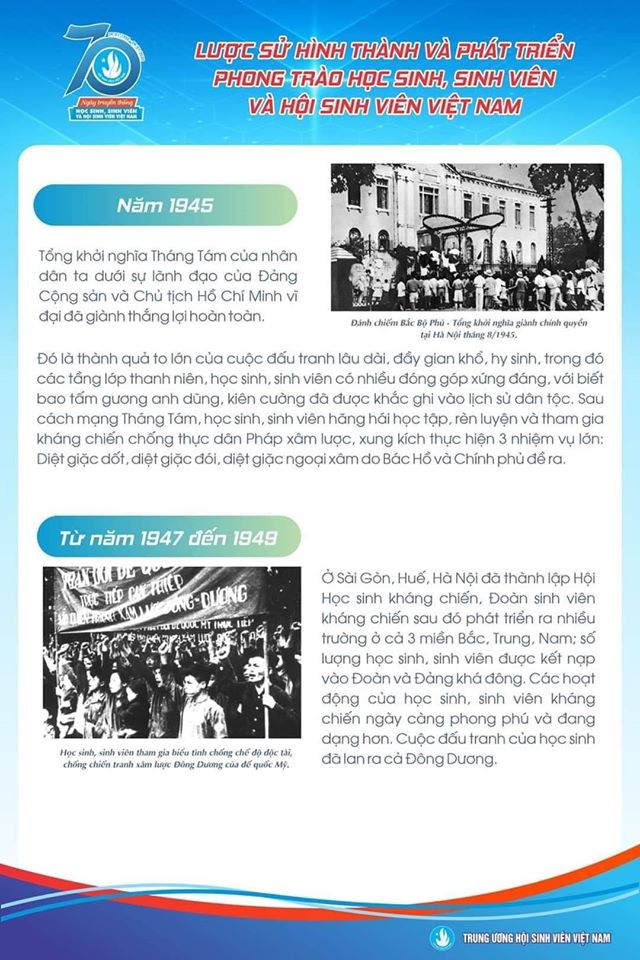 70
Ngày truyền thống
HỌC SINH, SINH VIÊN
VÀ HỘI SINH VIÊN VIỆT NAM
LƯỢC SỬ HÌNH THÀNH VÀ PHÁT TRIỂN
PHONG TRÀO HỌC SINH, SINH VIÊN
VÀ HỘI SINH VIÊN VIỆT NAM
Năm 1945
Tổng khởi nghĩa Tháng Tám của nhân
dân ta dưới sự lãnh đạo của Đảng
Cộng sản và Chủ tịch Hồ Chí Minh vĩ
đại đã giành thắng lợi hoàn toàn.
Đánh chiếm Bắc Bộ Phủ - Tổng khởi nghĩa giành chính quyền
tại Hà Nội tháng 8/1945.
Đó là thành quả to lớn của cuộc đấu tranh lâu dài, đầy gian khổ, hy sinh, trong đó
các tầng lớp thanh niên, học sinh, sinh viên có nhiều đóng góp xứng đáng, với biết
bao tấm gương anh dũng, kiên cường đã được khắc ghi vào lịch sử dân tộc. Sau
cách mạng Tháng Tám, học sinh, sinh viên hăng hái học tập, rèn luyện và tham gia
kháng chiến chống thực dân Pháp xâm lược, xung kích thực hiện 3 nhiệm vụ lớn:
Diệt giặc dốt, diệt giặc đói, diệt giặc ngoại xâm do Bác Hồ và Chính phủ đề ra.
Từ năm 1947 đến 1949
TRỰC TIẾP CAN THIỆP
Học sinh, sinh viên tham gia biểu tình chống chế độ độc tài,
chống chiến tranh xâm lược Đông Dương của đế quốc Mỹ.
Ở Sài Gòn, Huế, Hà Nội đã thành lập Hội
Học sinh kháng chiến, Đoàn sinh viên
kháng chiến sau đó phát triển ra nhiều
trường ở cả 3 miền Bắc, Trung, Nam; số
lượng học sinh, sinh viên được kết nạp
vào Đoàn và Đảng khá đông. Các hoạt
động của học sinh, sinh viên kháng
chiến ngày càng phong phú và đang
dạng hơn. Cuộc đấu tranh của học sinh
đã lan ra cả Đông Dương.
TRUNG ƯƠNG HỘI SINH VIÊN VIỆT NAM